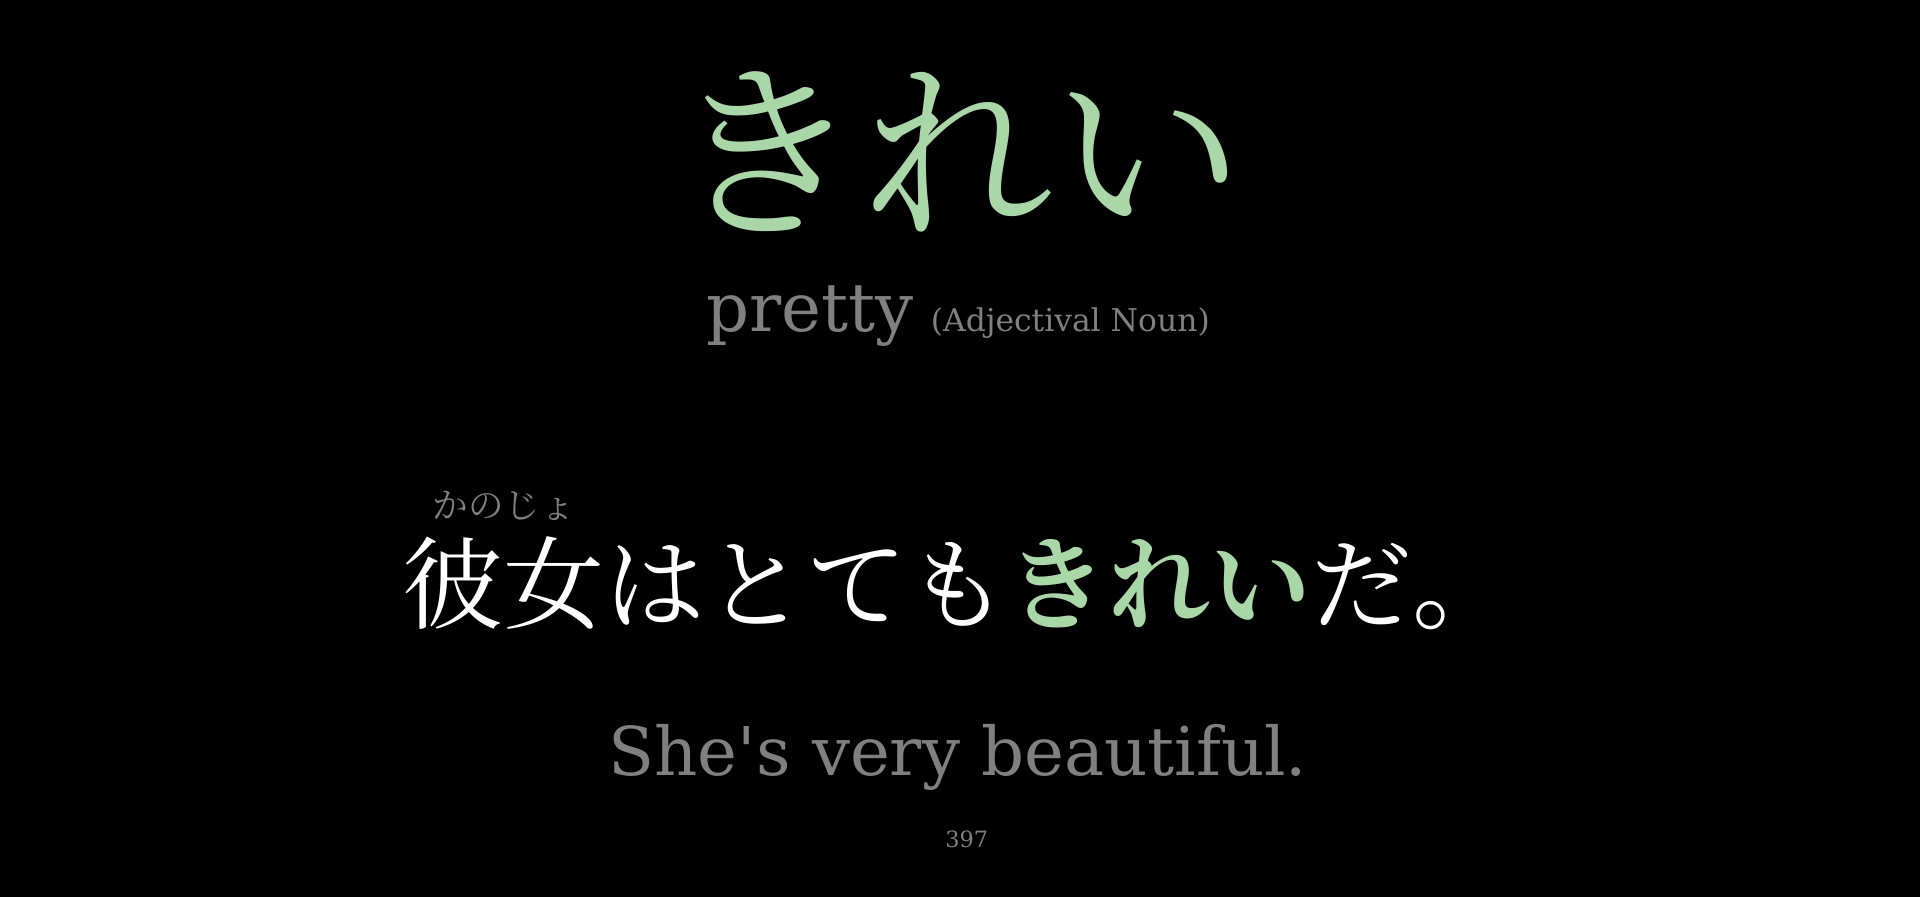 きれい
pretty (Adjectival Noun)
かのじょ
彼女はとてもきれいだ。
She's very beautiful.
397